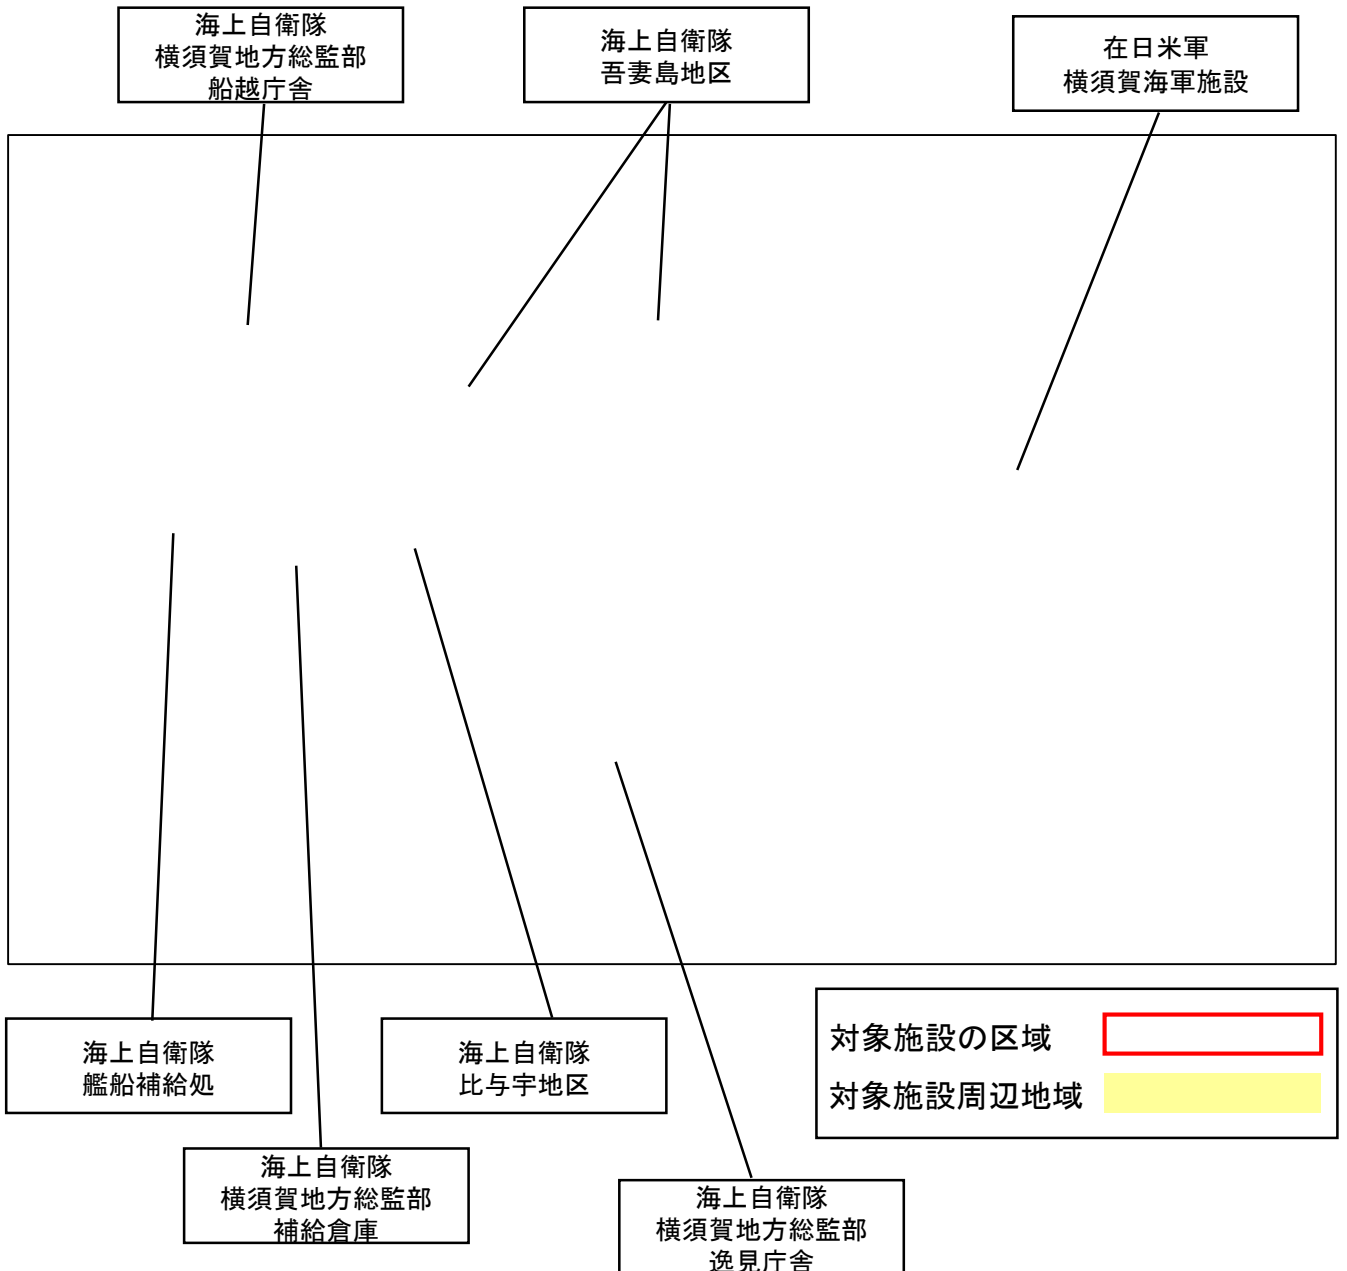 海上自衛隊
横須賀地方総監部
船越庁舎
海上自衛隊
吾妻島地区
在日米軍
横須賀海軍施設
海上自衛隊
艦船補給処
海上自衛隊
比与宇地区
対象施設の区域
対象施設周辺地域
海上自衛隊
横須賀地方総監部
補給倉庫
海上自衛隊
横須賀地方総監部
逸見庁舎